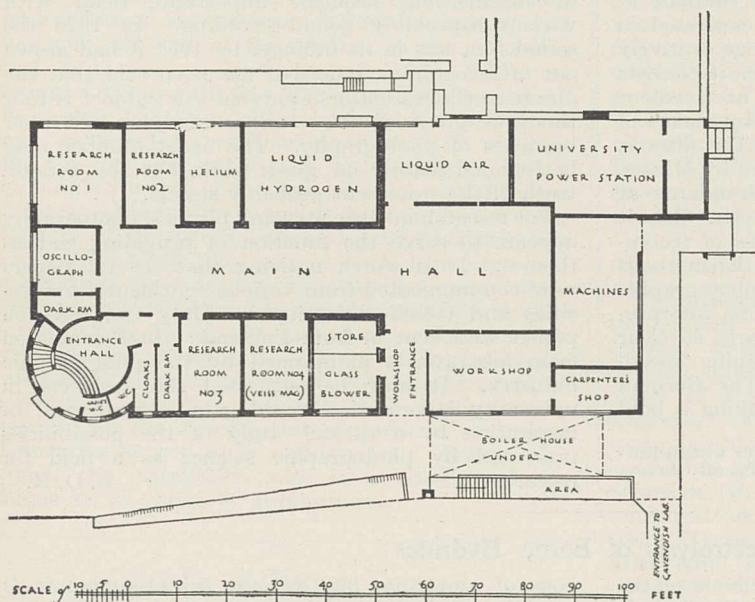 RESEARCH
ROOM
NO 1
RESEARCH
ROOM
NO2
HELIUM
LIQUID
HYDROGEN
LIQUID AIR
UNIVERSITY
POWER STATION
OSCILLO-
GRAPH
DARK RM
MAIN HALL
MACHINES
ENTRANCE
HALL
W.C
CLOAKS
DARK RM
RESEARCH
ROOM
NO3
RESEARCH
ROOM NO4
(VEISS MAG)
STORE
GLASS
BLOWER
WORKSHOP
ENTRANCE
WORKSHOP
CARPENTERS
SHOP
BOILER HOUSE
UNDER
AREA
ENTRANCE TO
CAVENDISH LAB.
SCALE of 10 5 0 10 20 30 40 50 60 70 80 90 100 FEET